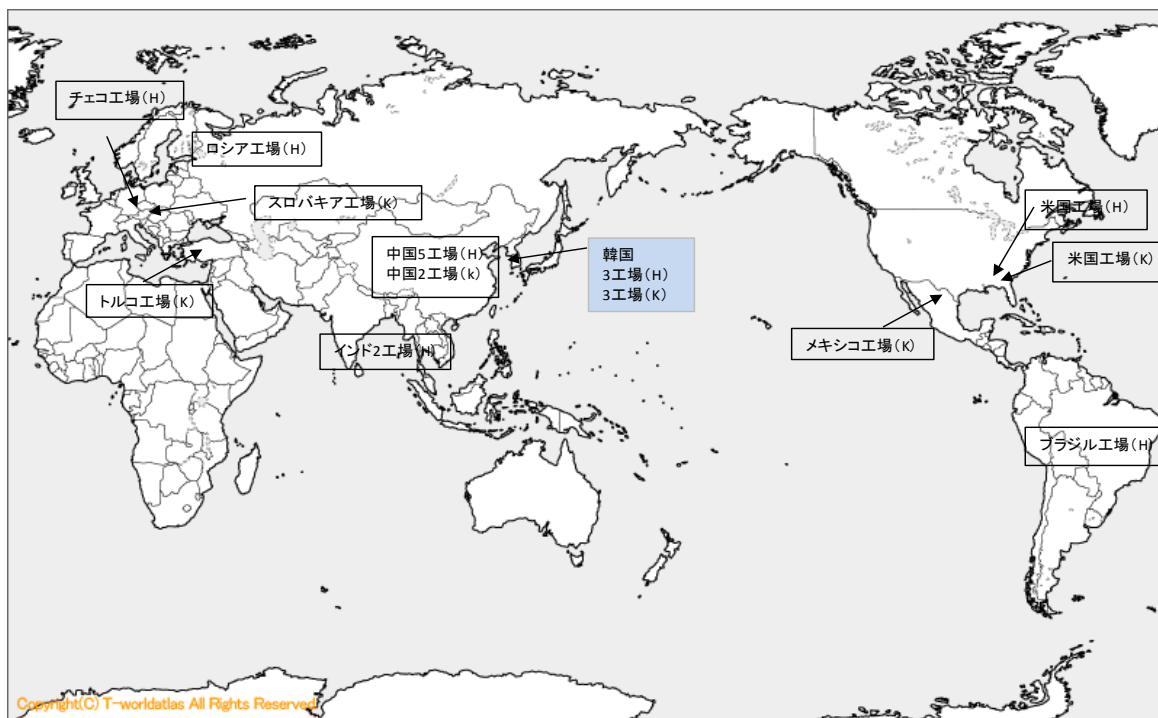 チェコ工場(H)
ロシア工場(H)
スロバキア工場(K)
中国5工場(H)
中国2工場(k)
韓国
3工場(H)
3工場(K)
トルコ工場(K)
インド2工場(H)
米国工場(H)
米国工場(K)
メキシコ工場(K)
ブラジル工場(H)
Copyright(C) T-worldatlas All Rights Reserved